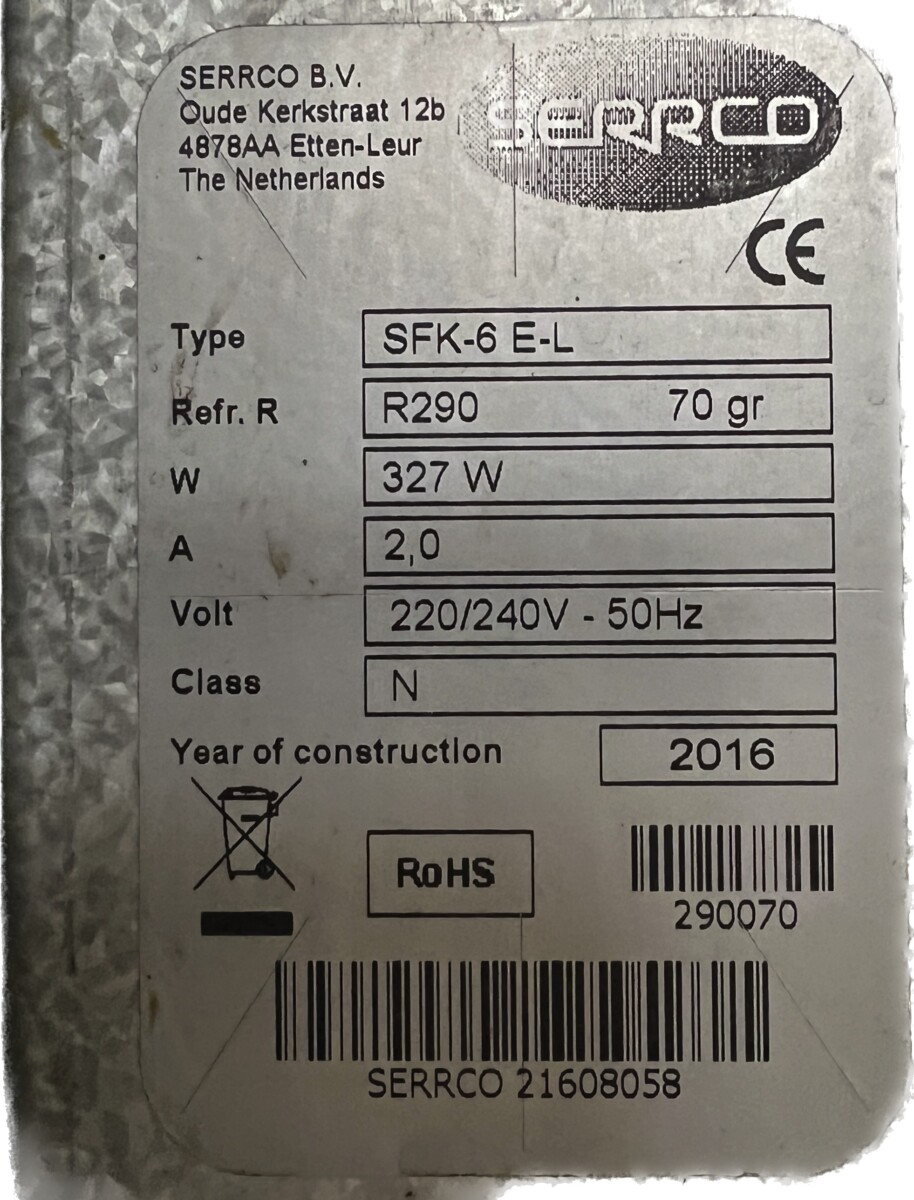 SERRCO B.V.
Oude Kerkstraat 12b
4878AA Etten-Leur
The Netherlands
SERRCO
CE
Type SFK-6 E-L
Refr. R R290 70 gr
W 327 W
A 2,0
Volt 220/240V - 50Hz
Class N
Year of construction 2016
RoHS
290070
SERRCO 21608058